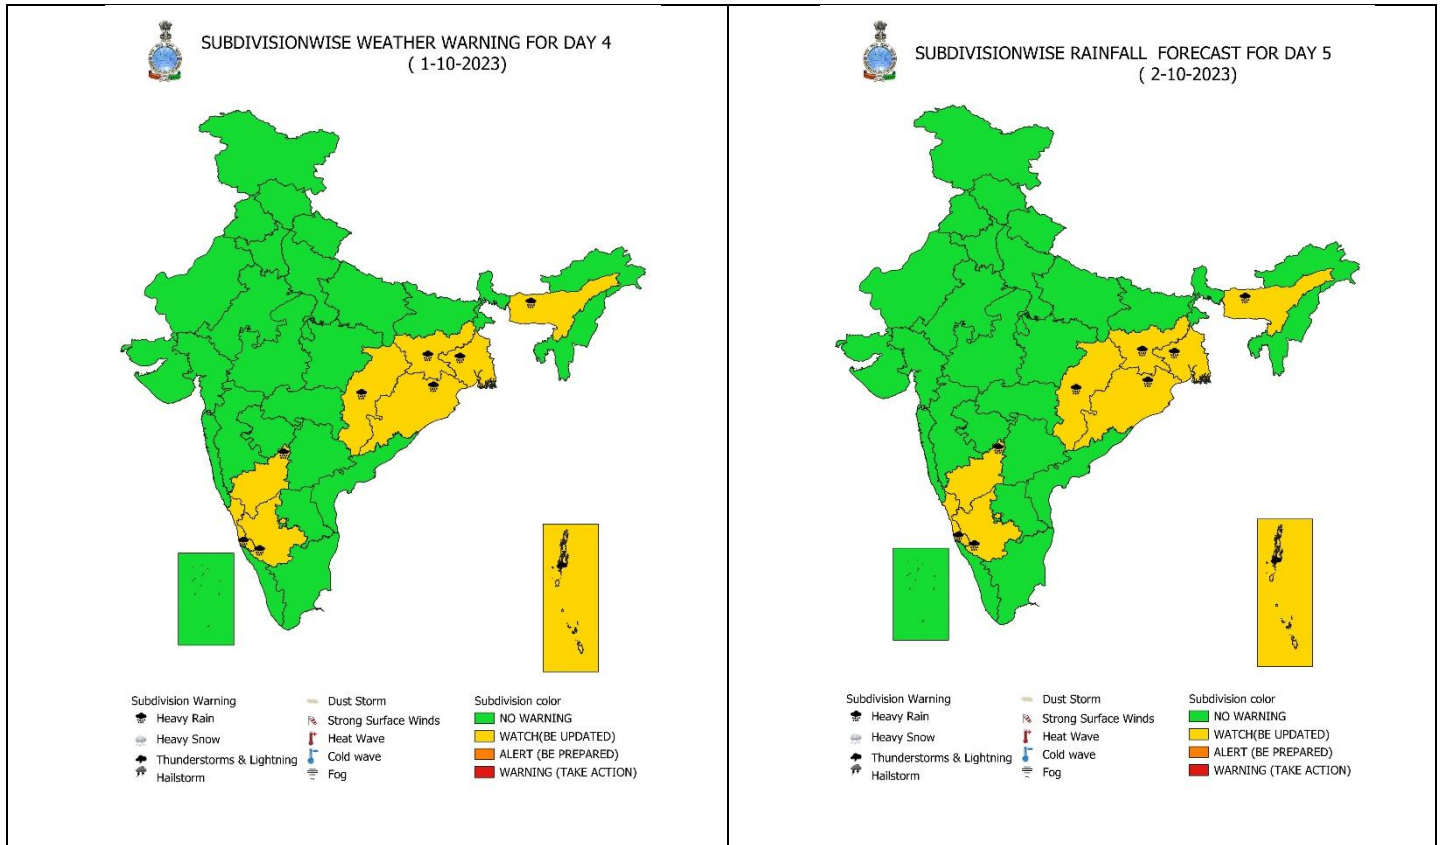 SUBDIVISIONWISE WEATHER WARNING FOR DAY 4
( 1-10-2023)
Subdivision Warning
Heavy Rain
Heavy Snow
Thunderstorms & Lightning
Hailstorm
Dust Storm
Strong Surface Winds
Heat Wave
Cold wave
Fog
Subdivision color
NO WARNING
WATCH(BE UPDATED)
ALERT (BE PREPARED)
WARNING (TAKE ACTION)
SUBDIVISIONWISE RAINFALL  FORECAST FOR DAY 5
( 2-10-2023)
Subdivision Warning
Heavy Rain
Heavy Snow
Thunderstorms & Lightning
Hailstorm
Dust Storm
Strong Surface Winds
Heat Wave
Cold wave
Fog
Subdivision color
NO WARNING
WATCH(BE UPDATED)
ALERT (BE PREPARED)
WARNING (TAKE ACTION)